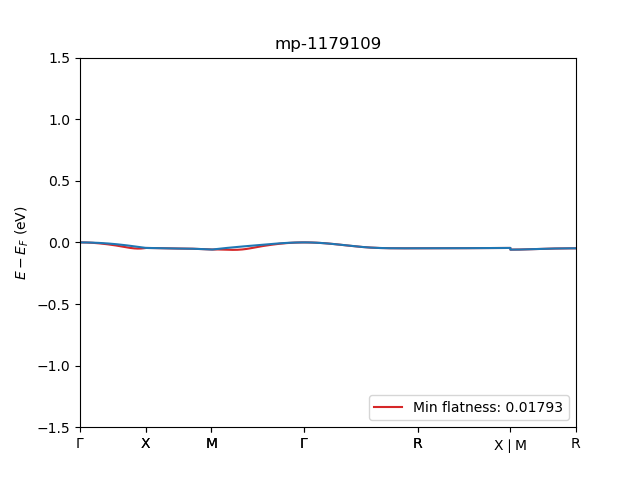 mp-1179109
1.5
1.0
0.5
0.0
−0.5
−1.0
−1.5
E − E_F (eV)
Min flatness: 0.01793
Γ X M Γ R X | M R